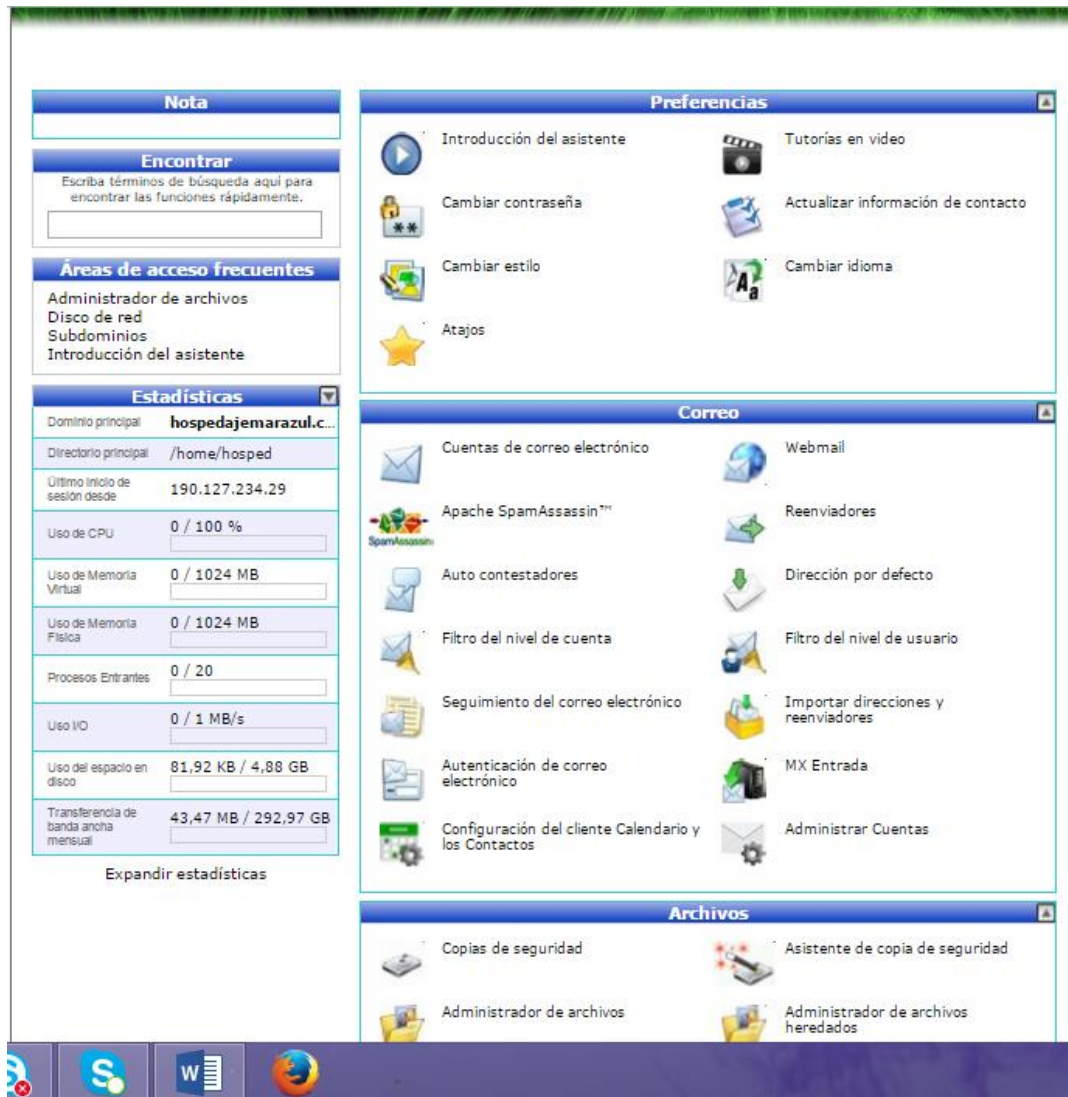 Nota
Encontrar
Escriba términos de búsqueda aquí para
encontrar las funciones rápidamente.
Áreas de acceso frecuentes
Administrador de archivos
Disco de red
Subdominios
Introducción del asistente
Estadísticas
Dominio principal hospedajemarazul.c...
Directorio principal /home/hosped
Último inicio de
sesión desde 190.127.234.29
Uso de CPU 0 / 100 %
Uso de Memoria
Virtual 0 / 1024 MB
Uso de Memoria
Física 0 / 1024 MB
Procesos Entrantes 0 / 20
Uso I/O 0 / 1 MB/s
Uso del espacio en
disco 81,92 KB / 4,88 GB
Transferencia de
banda ancha
mensual 43,47 MB / 292,97 GB
Expandir estadísticas
Preferencias
Introducción del asistente
Tutorías en video
Cambiar contraseña
Actualizar información de contacto
Cambiar estilo
Cambiar idioma
Atajos
Correo
Cuentas de correo electrónico
Webmail
Apache SpamAssassin™
SpamAssassin
Reenviadores
Auto contestadores
Dirección por defecto
Filtro del nivel de cuenta
Filtro del nivel de usuario
Seguimiento del correo electrónico
Importar direcciones y
reenviadores
Autenticación de correo
electrónico
MX Entrada
Configuración del cliente Calendario y
los Contactos
Administrar Cuentas
Archivos
Copias de seguridad
Asistente de copia de seguridad
Administrador de archivos
Administrador de archivos
heredados